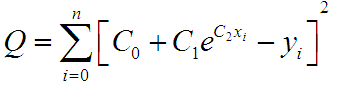 Q = \sum_{i=0}^{n} \left[ C_0 + C_1 e^{C_2 x_i} - y_i \right]^2